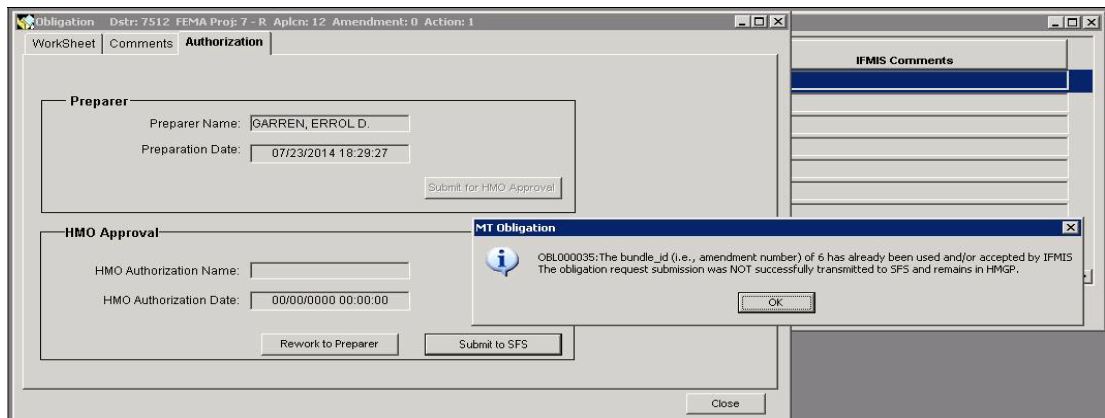 Obligation Dstr: 7512 FEMA Proj: 7 - R Aplcn: 12 Amendment: 0 Action: 1
WorkSheet Comments Authorization
IFMIS Comments
Preparer
Preparer Name: GARREN, ERROL D.
Preparation Date: 07/23/2014 18:29:27
Submit for HMO Approval
HMO Approval
HMO Authorization Name:
HMO Authorization Date: 00/00/0000 00:00:00
Rework to Preparer Submit to SFS
MT Obligation
OBL000035:The bundle_id (i.e., amendment number) of 6 has already been used and/or accepted by IFMIS
The obligation request submission was NOT successfully transmitted to SFS and remains in HMGP.
OK
Close